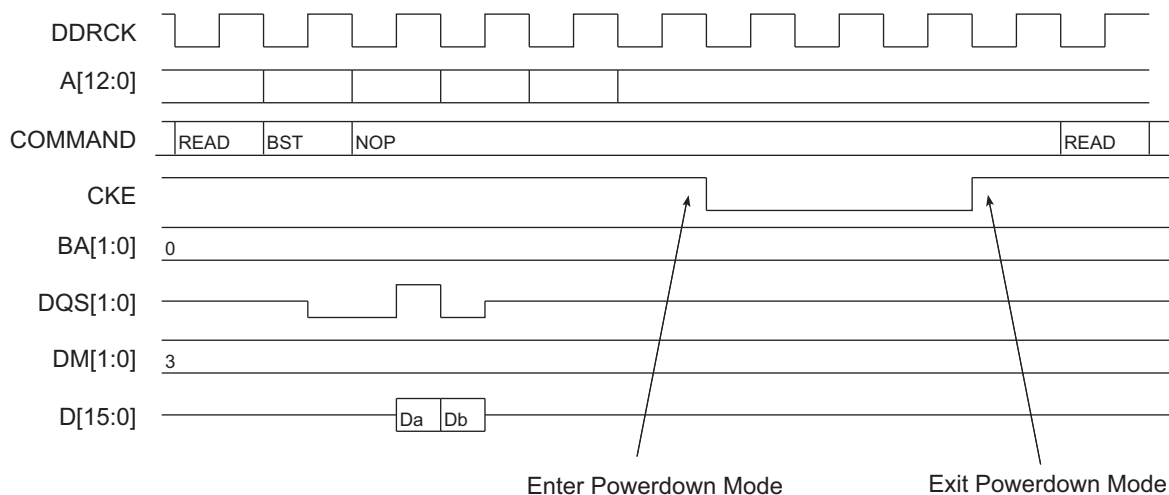 DDRCK
A[12:0]
COMMAND READ BST NOP READ
CKE
BA[1:0] 0
DQS[1:0]
DM[1:0] 3
D[15:0] Da Db
Enter Powerdown Mode Exit Powerdown Mode